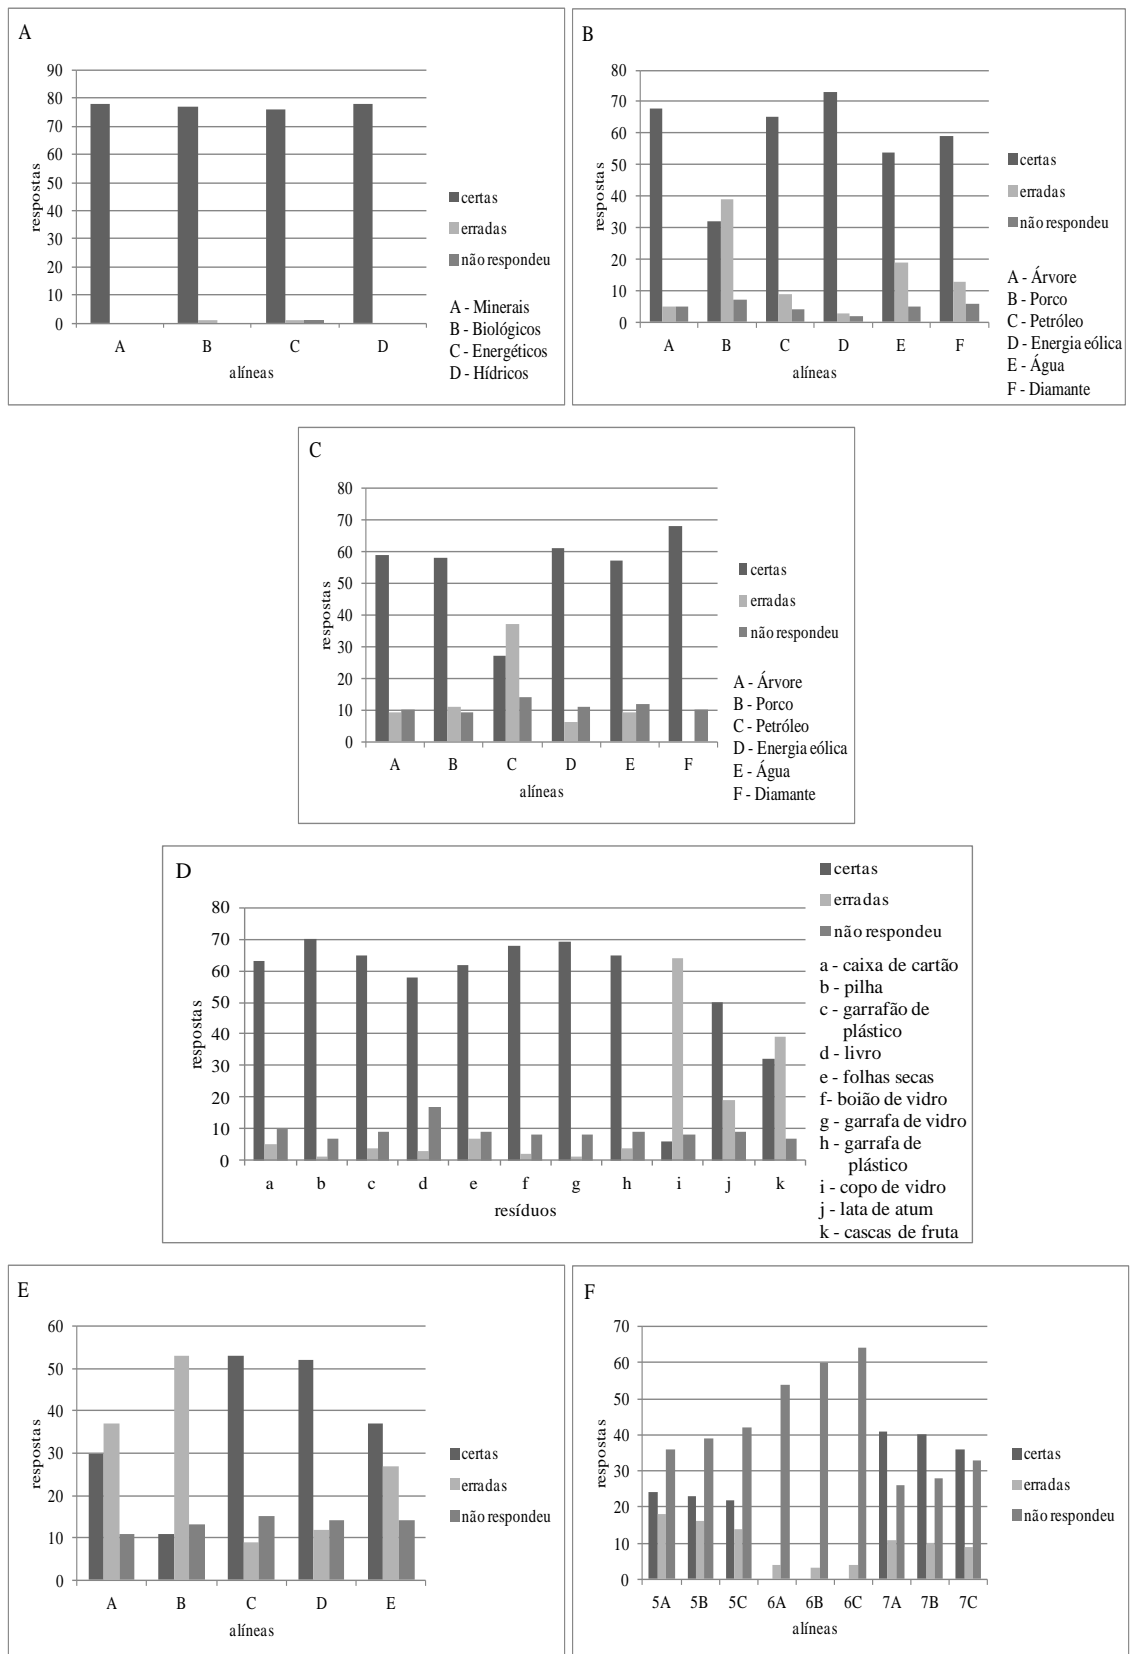 A
90
80
70
60
50
40
30
20
10
0
respostas
A B C D
alíneas
certas
erradas
não respondeu
A - Minerais
B - Biológicos
C - Energéticos
D - Hídricos
B
80
70
60
50
40
30
20
10
0
respostas
A B C D E F
alíneas
certas
erradas
não respondeu
A - Árvore
B - Porco
C - Petróleo
D - Energia eólica
E - Água
F - Diamante
C
80
70
60
50
40
30
20
10
0
respostas
A B C D E F
alíneas
certas
erradas
não respondeu
A - Árvore
B - Porco
C - Petróleo
D - Energia eólica
E - Água
F - Diamante
D
80
70
60
50
40
30
20
10
0
respostas
a b c d e f g h i j k
resíduos
certas
erradas
não respondeu
a - caixa de cartão
b - pilha
c - garrafão de
plástico
d - livro
e - folhas secas
f- boião de vidro
g - garrafa de vidro
h - garrafa de
plástico
i - copo de vidro
j - lata de atum
k - cascas de fruta
E
60
50
40
30
20
10
0
respostas
A B C D E
alíneas
certas
erradas
não respondeu
F
70
60
50
40
30
20
10
0
respostas
5A 5B 5C 6A 6B 6C 7A 7B 7C
alíneas
certas
erradas
não respondeu